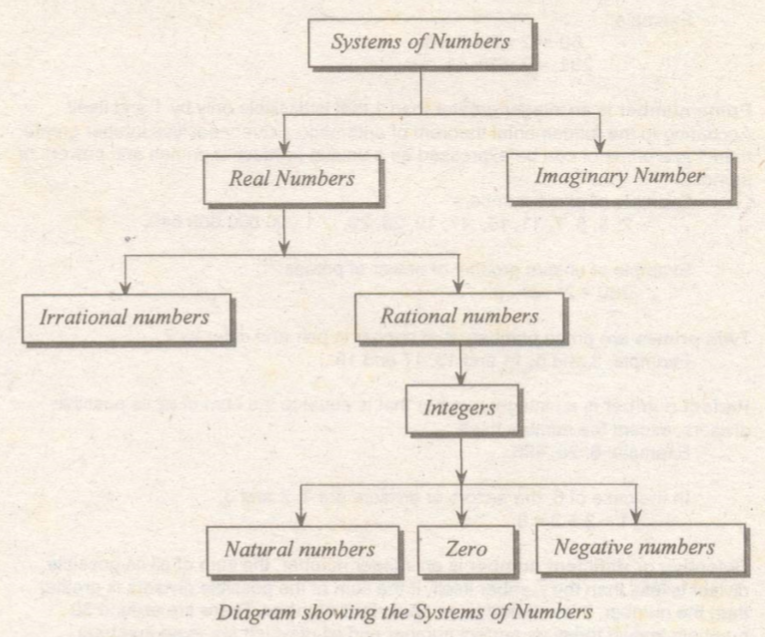 Systems of Numbers
Real Numbers
Imaginary Number
Irrational numbers
Rational numbers
Integers
Natural numbers
Zero
Negative numbers
Diagram showing the Systems of Numbers